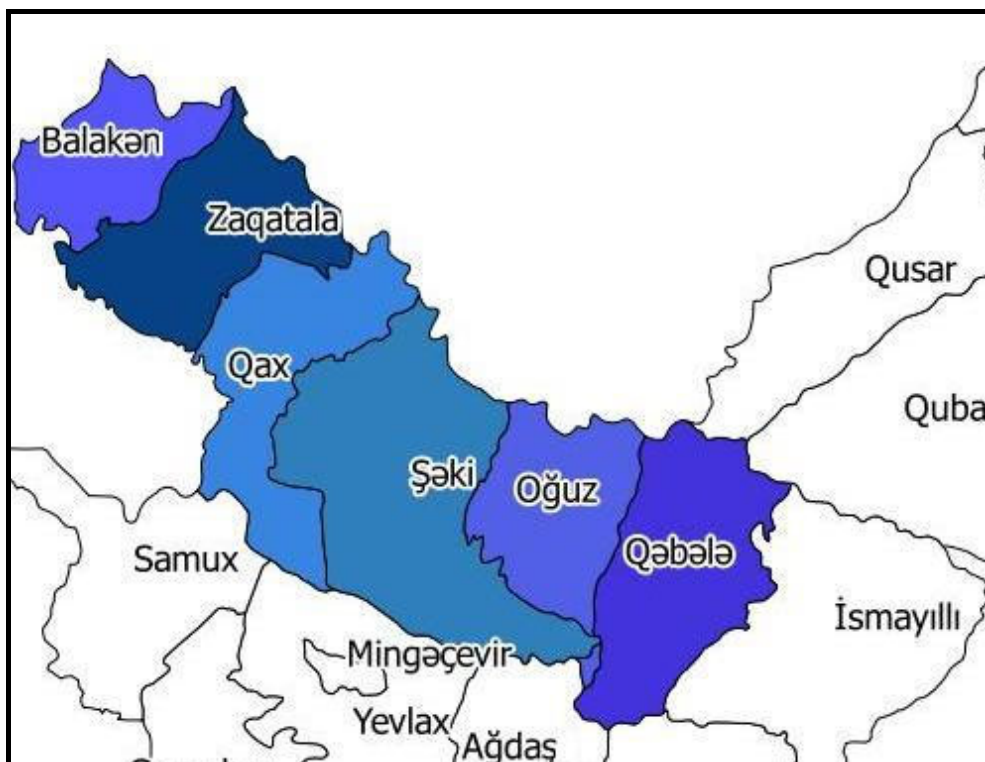 Balakən
Zaqatala
Qusar
Qax
Quba
Şəki
Oğuz
Qəbələ
Samux
İsmayıllı
Mingəçevir
Yevlax
Ağdaş